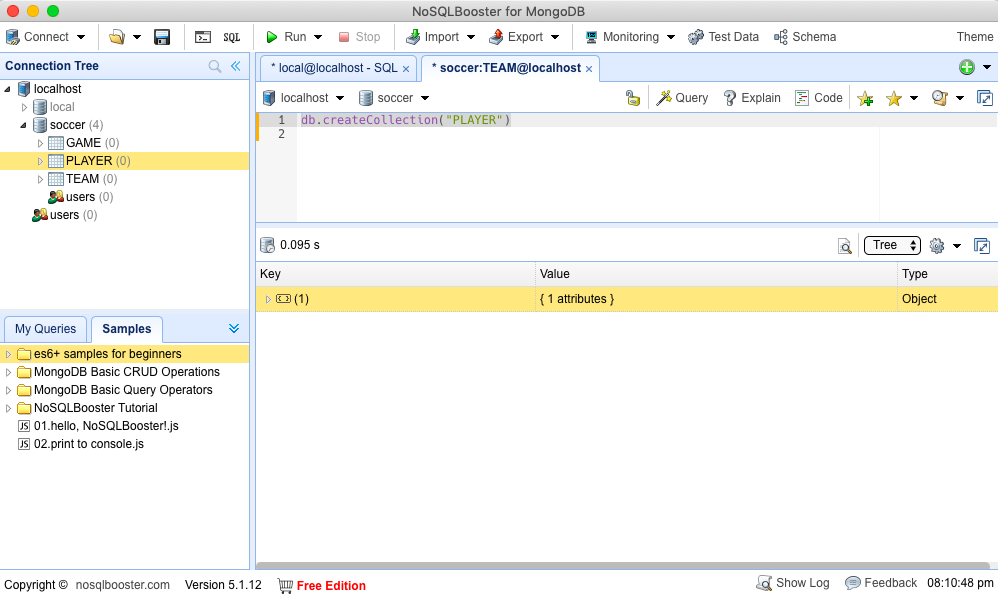 NoSQLBooster for MongoDB
Connect SQL Run Stop Import Export Monitoring Test Data Schema Theme
Connection Tree
localhost
local
soccer (4)
GAME (0)
PLAYER (0)
TEAM (0)
users (0)
users (0)
My Queries Samples
es6+ samples for beginners
MongoDB Basic CRUD Operations
MongoDB Basic Query Operators
NoSQLBooster Tutorial
JS 01.hello, NoSQLBooster!.js
JS 02.print to console.js
* local@localhost - SQL × * soccer:TEAM@localhost ×
localhost soccer Query Explain Code
1 db.createCollection("PLAYER")
2
0.095 s Tree
Key Value Type
(1) { 1 attributes } Object
Copyright © nosqlbooster.com Version 5.1.12 Free Edition Show Log Feedback 08:10:48 pm